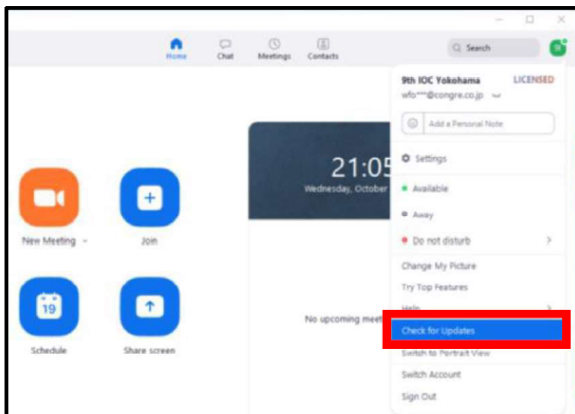 Home
Chat
Meetings
Contacts
Search
9th IOC Yokohama LICENSED
wfo***@congre.co.jp
Add a Personal Note
Settings
21:05
Wednesday, October
Available
Away
Do not disturb
New Meeting
Join
Change My Picture
Try Top Features
Help
No upcoming meet
Check for Updates
Switch to Portrait View
19
Schedule
Share screen
Switch Account
Sign Out